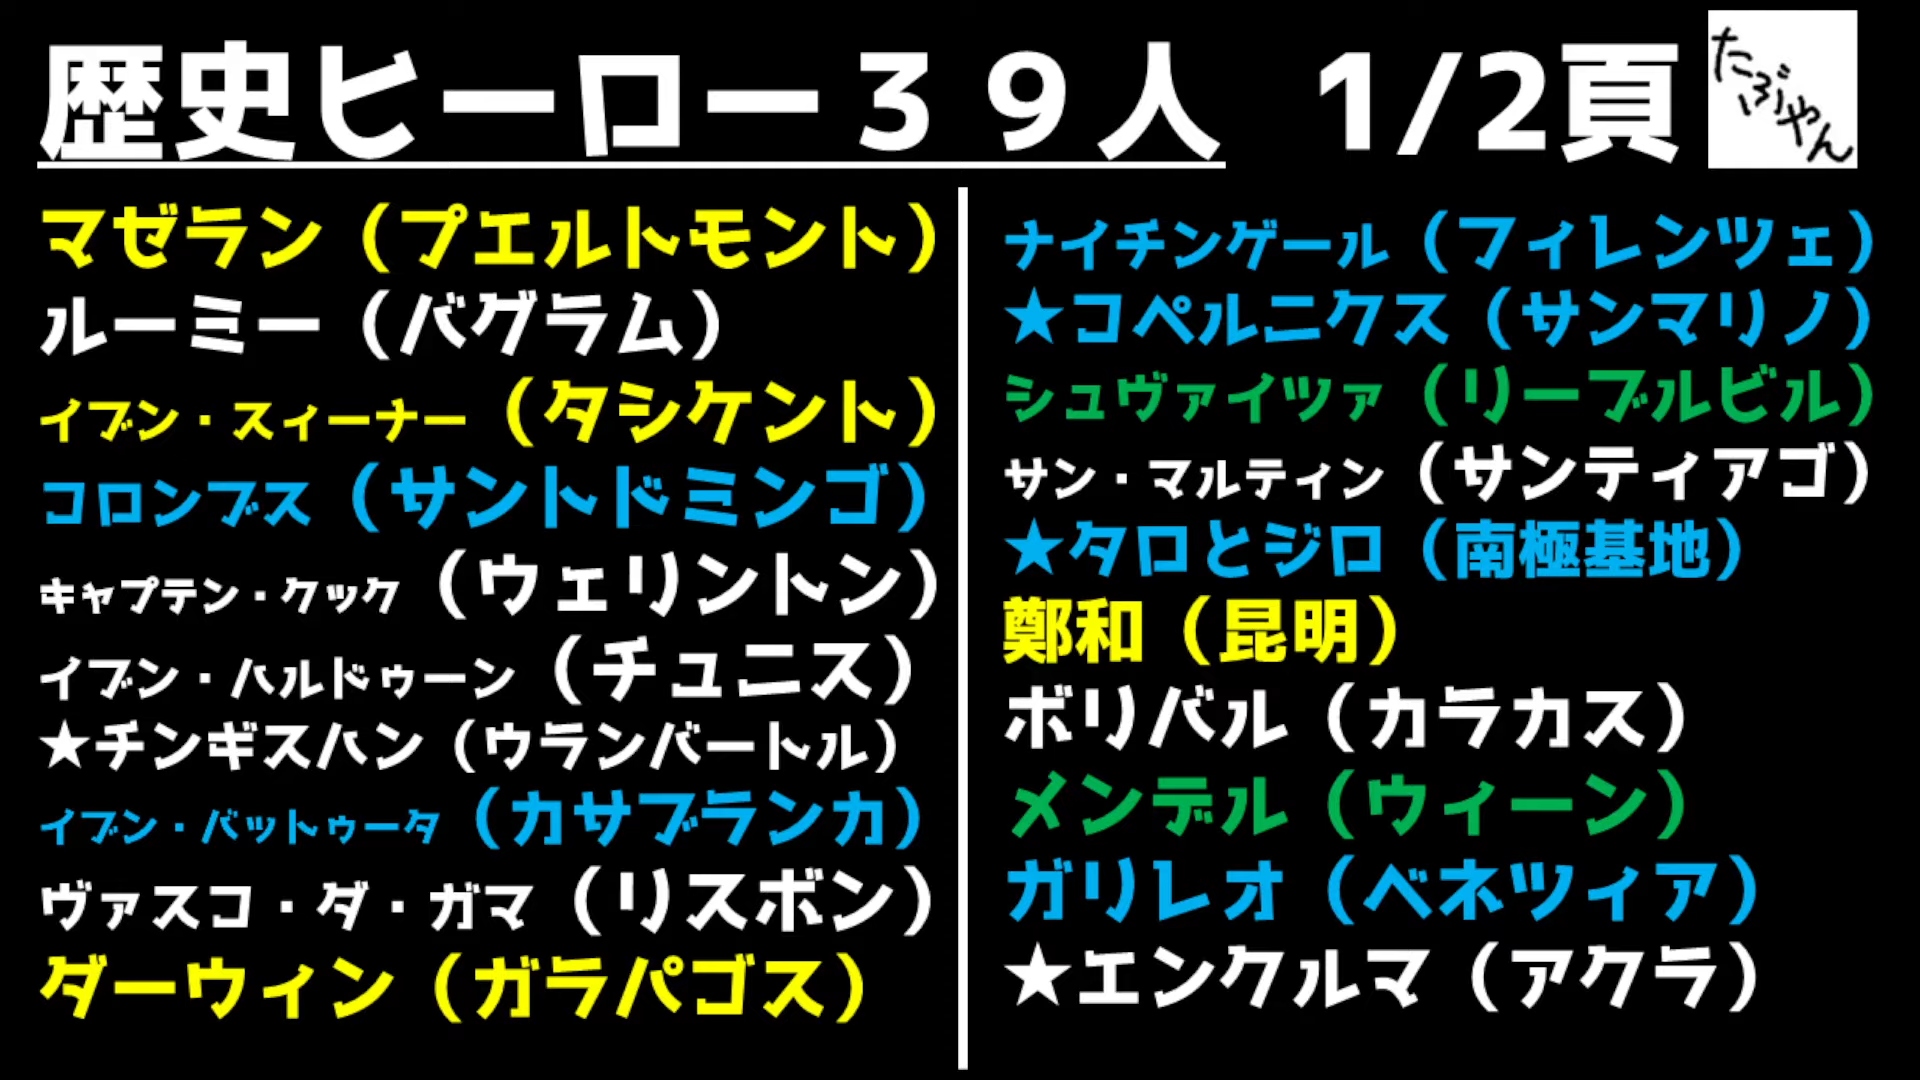 歴史ヒーロー３９人 1/2頁
たぶやん
マゼラン（プエルトモント）
ルーミー（バグラム）
イブン・スィーナー（タシケント）
コロンブス（サントドミンゴ）
キャプテン・クック（ウェリントン）
イブン・ハルドゥーン（チュニス）
★チンギスハン（ウランバートル）
イブン・バットゥータ（カサブランカ）
ヴァスコ・ダ・ガマ（リスボン）
ダーウィン（ガラパゴス）
ナイチンゲール（フィレンツェ）
★コペルニクス（サンマリノ）
シュヴァイツァ（リーブルビル）
サン・マルティン（サンティアゴ）
★タロとジロ（南極基地）
鄭和（昆明）
ボリバル（カラカス）
メンデル（ウィーン）
ガリレオ（ベネツィア）
★エンクルマ（アクラ）